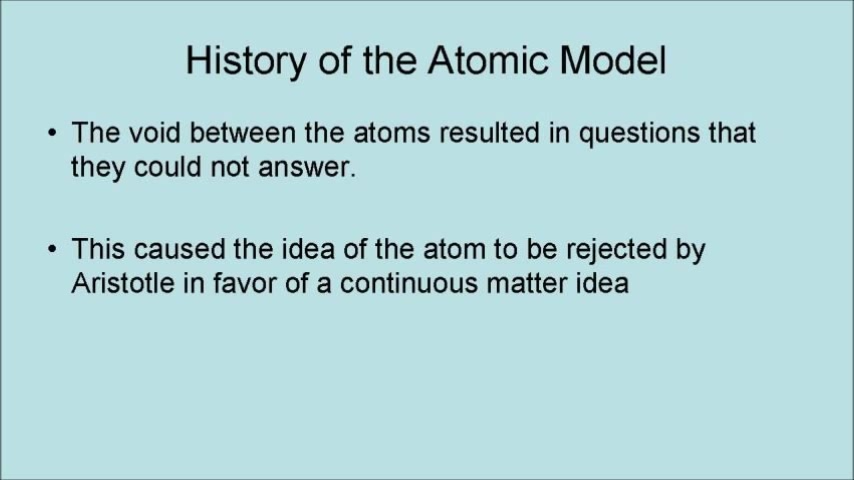 History of the Atomic Model
• The void between the atoms resulted in questions that
they could not answer.
• This caused the idea of the atom to be rejected by
Aristotle in favor of a continuous matter idea